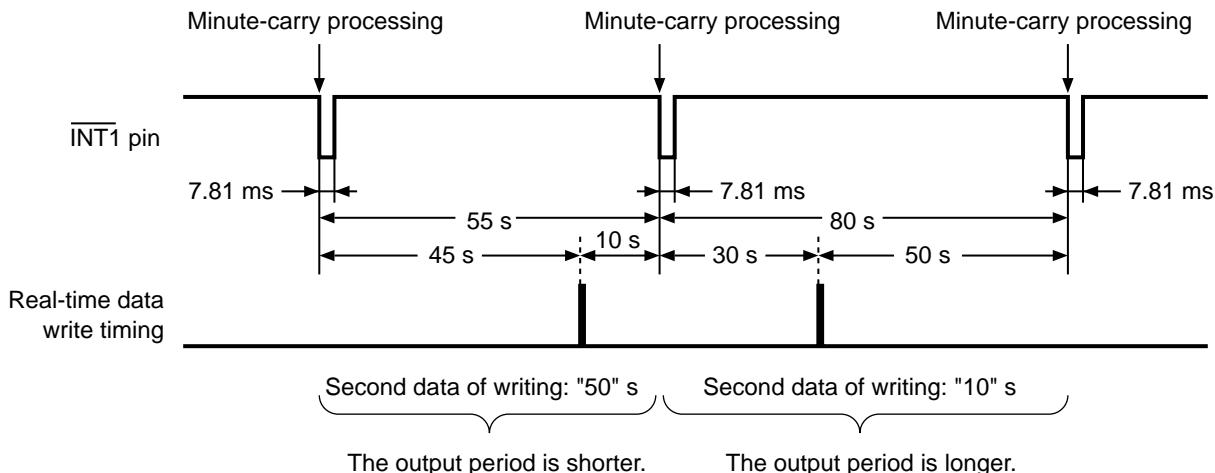 Minute-carry processing Minute-carry processing Minute-carry processing
INT1 pin
7.81 ms 7.81 ms 7.81 ms
55 s 80 s
45 s 10 s 30 s 50 s
Real-time data
write timing
Second data of writing: "50" s Second data of writing: "10" s
The output period is shorter. The output period is longer.